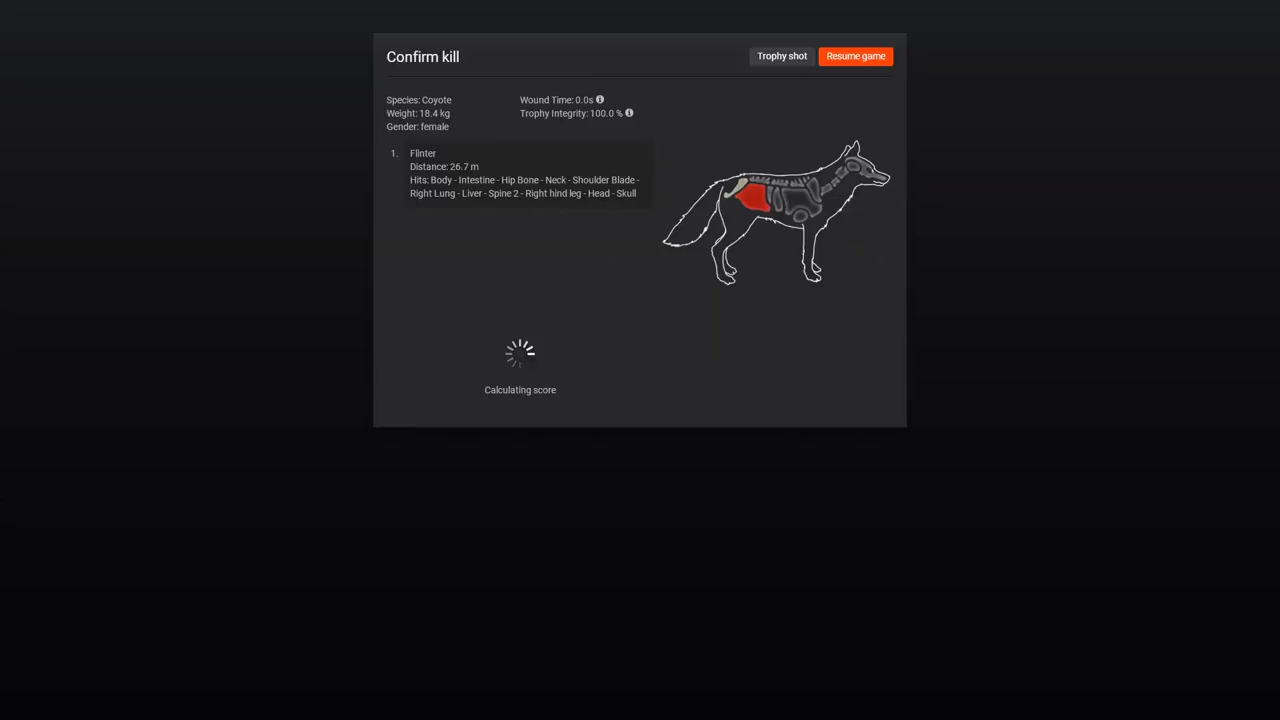 Confirm kill
Trophy shot
Resume game
Species: Coyote
Weight: 18.4 kg
Gender: female
Wound Time: 0.0s
Trophy Integrity: 100.0 %
1. Flinter
Distance: 26.7 m
Hits: Body - Intestine - Hip Bone - Neck - Shoulder Blade -
Right Lung - Liver - Spine 2 - Right hind leg - Head - Skull
Calculating score